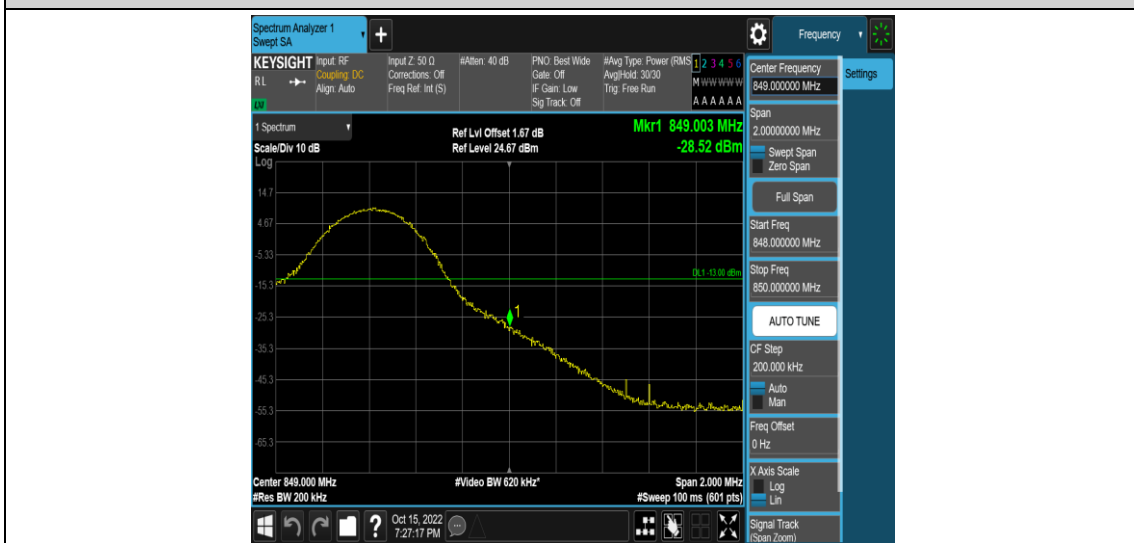 Spectrum Analyzer 1
Swept SA
+
Frequency
KEYSIGHT
RL
LXI
Input: RF
Coupling: DC
Align: Auto
Input Z: 50 Ω
Corrections: Off
Freq Ref: Int (S)
#Atten: 40 dB
PNO: Best Wide
Gate: Off
IF Gain: Low
Sig Track: Off
#Avg Type: Power (RMS
Avg|Hold: 30/30
Trig: Free Run
1 2 3 4 5 6
M W W W W W
A A A A A A
1 Spectrum
Scale/Div 10 dB
Log
Ref Lvl Offset 1.67 dB
Ref Level 24.67 dBm
Mkr1 849.003 MHz
-28.52 dBm
14.7
4.67
-5.33
-15.3
-25.3
-35.3
-45.3
-55.3
-65.3
DL1 -13.00 dBm
1
Center 849.000 MHz
#Res BW 200 kHz
#Video BW 620 kHz*
Span 2.000 MHz
#Sweep 100 ms (601 pts)
?
Oct 15, 2022
7:27:17 PM
Center Frequency
849.000000 MHz
Settings
Span
2.00000000 MHz
Swept Span
Zero Span
Full Span
Start Freq
848.000000 MHz
Stop Freq
850.000000 MHz
AUTO TUNE
CF Step
200.000 kHz
Auto
Man
Freq Offset
0 Hz
X Axis Scale
Log
Lin
Signal Track
(Span Zoom)